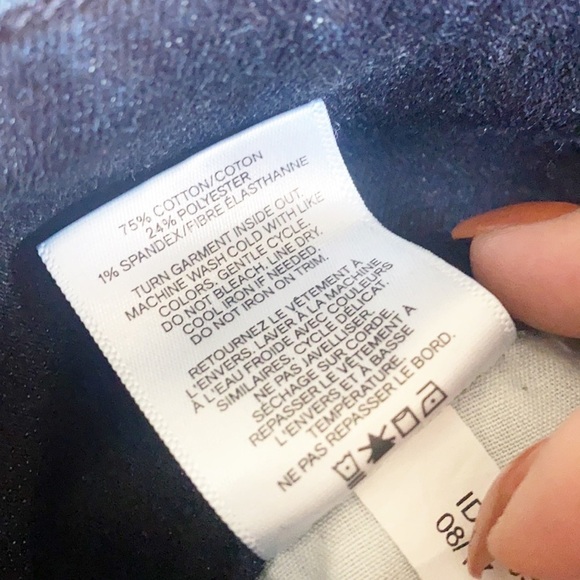 75% COTTON/COTON
24% POLYESTER
1% SPANDEX/FIBRE ÉLASTHANNE
TURN GARMENT INSIDE OUT.
MACHINE WASH COLD WITH LIKE
COLORS. GENTLE CYCLE.
DO NOT BLEACH. LINE DRY.
COOL IRON IF NEEDED.
DO NOT IRON ON TRIM.
RETOURNEZ LE VÊTEMENT À
L'ENVERS. LAVER À LA MACHINE
À L'EAU FROIDE AVEC COULEURS
SIMILAIRES, CYCLE DÉLICAT.
NE PAS JAVELLISER.
SÉCHAGE SUR CORDE.
REPASSER LE VÊTEMENT À
L'ENVERS ET À BASSE
TEMPÉRATURE.
NE PAS REPASSER LE BORD.
ID
08/